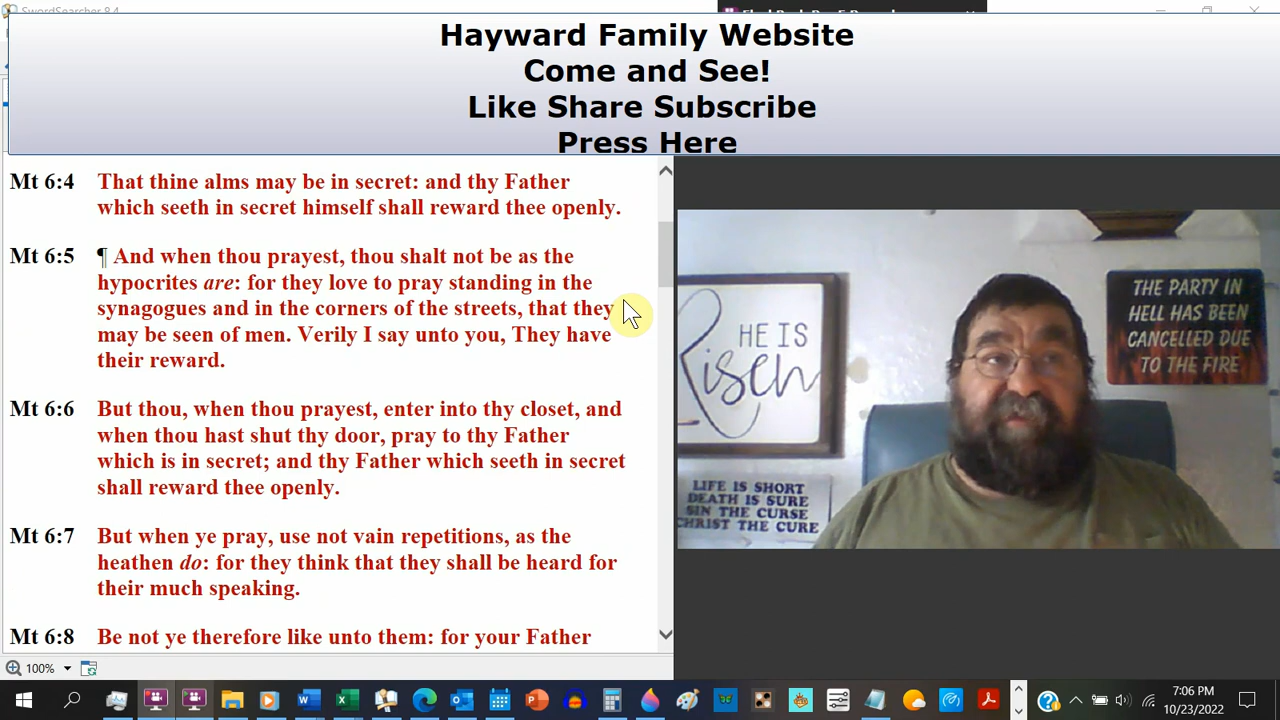 SwordSearcher 8.4
Hayward Family Website
Come and See!
Like Share Subscribe
Press Here
Mt 6:4 That thine alms may be in secret: and thy Father
which seeth in secret himself shall reward thee openly.
Mt 6:5 ¶ And when thou prayest, thou shalt not be as the
hypocrites are: for they love to pray standing in the
synagogues and in the corners of the streets, that they
may be seen of men. Verily I say unto you, They have
their reward.
Mt 6:6 But thou, when thou prayest, enter into thy closet, and
when thou hast shut thy door, pray to thy Father
which is in secret; and thy Father which seeth in secret
shall reward thee openly.
Mt 6:7 But when ye pray, use not vain repetitions, as the
heathen do: for they think that they shall be heard for
their much speaking.
Mt 6:8 Be not ye therefore like unto them: for your Father
HE IS
Risen
LIFE IS SHORT
DEATH IS SURE
SIN THE CURSE
CHRIST THE CURE
THE PARTY IN
HELL HAS BEEN
CANCELLED DUE
TO THE FIRE
100%
7:06 PM
10/23/2022